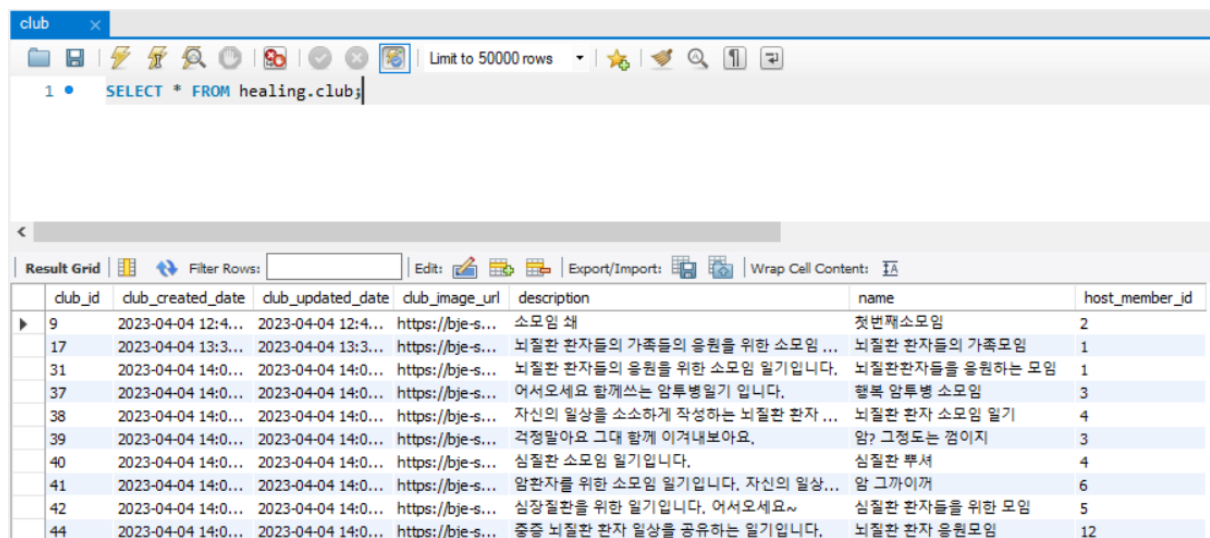 club ×
Limit to 50000 rows
1 SELECT * FROM healing.club;
Result Grid Filter Rows: Edit: Export/Import: Wrap Cell Content: IA
club_id club_created_date club_updated_date club_image_url description name host_member_id
9 2023-04-04 12:4... 2023-04-04 12:4... https://bje-s... 소모임 쇄 첫번째소모임 2
17 2023-04-04 13:3... 2023-04-04 13:3... https://bje-s... 뇌질환 환자들의 가족들의 응원을 위한 소모임 ... 뇌질환 환자들의 가족모임 1
31 2023-04-04 14:0... 2023-04-04 14:0... https://bje-s... 뇌질환 환자들의 응원을 위한 소모임 일기입니다. 뇌질환환자들을 응원하는 모임 1
37 2023-04-04 14:0... 2023-04-04 14:0... https://bje-s... 어서오세요 함께쓰는 암투병일기 입니다. 행복 암투병 소모임 3
38 2023-04-04 14:0... 2023-04-04 14:0... https://bje-s... 자신의 일상을 소소하게 작성하는 뇌질환 환자 ... 뇌질환 환자 소모임 일기 4
39 2023-04-04 14:0... 2023-04-04 14:0... https://bje-s... 걱정말아요 그대 함께 이겨내보아요. 암? 그정도는 껌이지 3
40 2023-04-04 14:0... 2023-04-04 14:0... https://bje-s... 심질환 소모임 일기입니다. 심질환 뿌셔 4
41 2023-04-04 14:0... 2023-04-04 14:0... https://bje-s... 암환자를 위한 소모임 일기입니다. 자신의 일상... 암 그까이꺼 6
42 2023-04-04 14:0... 2023-04-04 14:0... https://bje-s... 심장질환을 위한 일기입니다. 어서오세요~ 심질환 환자들을 위한 모임 5
44 2023-04-04 14:0... 2023-04-04 14:0... https://bje-s... 중증 뇌질환 환자 일상을 공유하는 일기입니다. 뇌질환 환자 응원모임 12